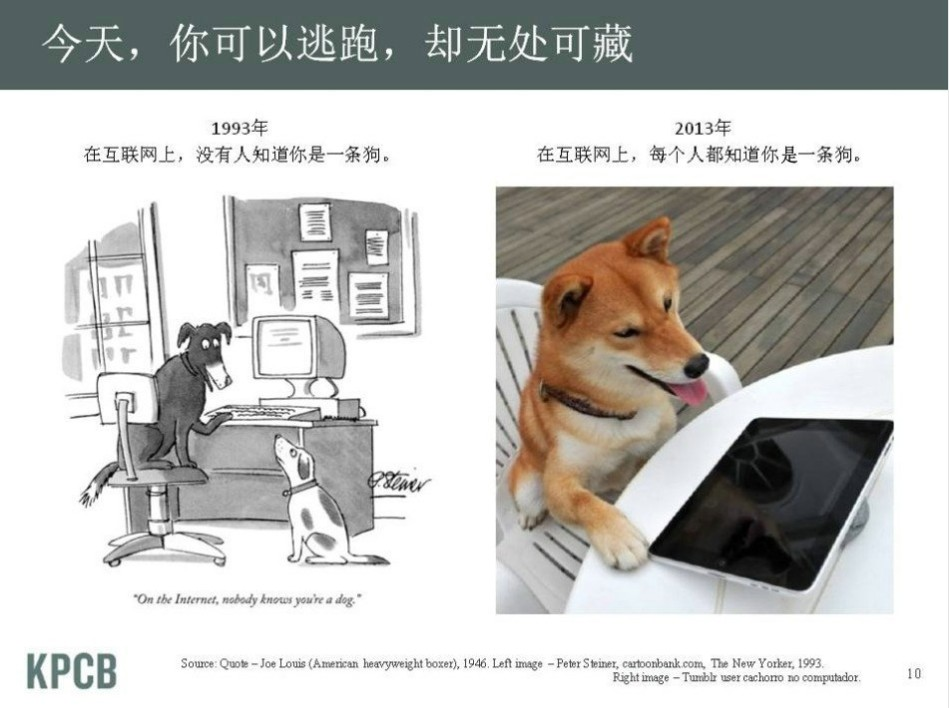 今天，你可以逃跑，却无处可藏
1993年
在互联网上，没有人知道你是一条狗。
2013年
在互联网上，每个人都知道你是一条狗。
P. Steiner
"On the Internet, nobody knows you're a dog."
KPCB
Source: Quote – Joe Louis (American heavyweight boxer), 1946. Left image – Peter Steiner, cartoonbank.com, The New Yorker, 1993.
Right image – Tumblr user cachorro no computador.
10